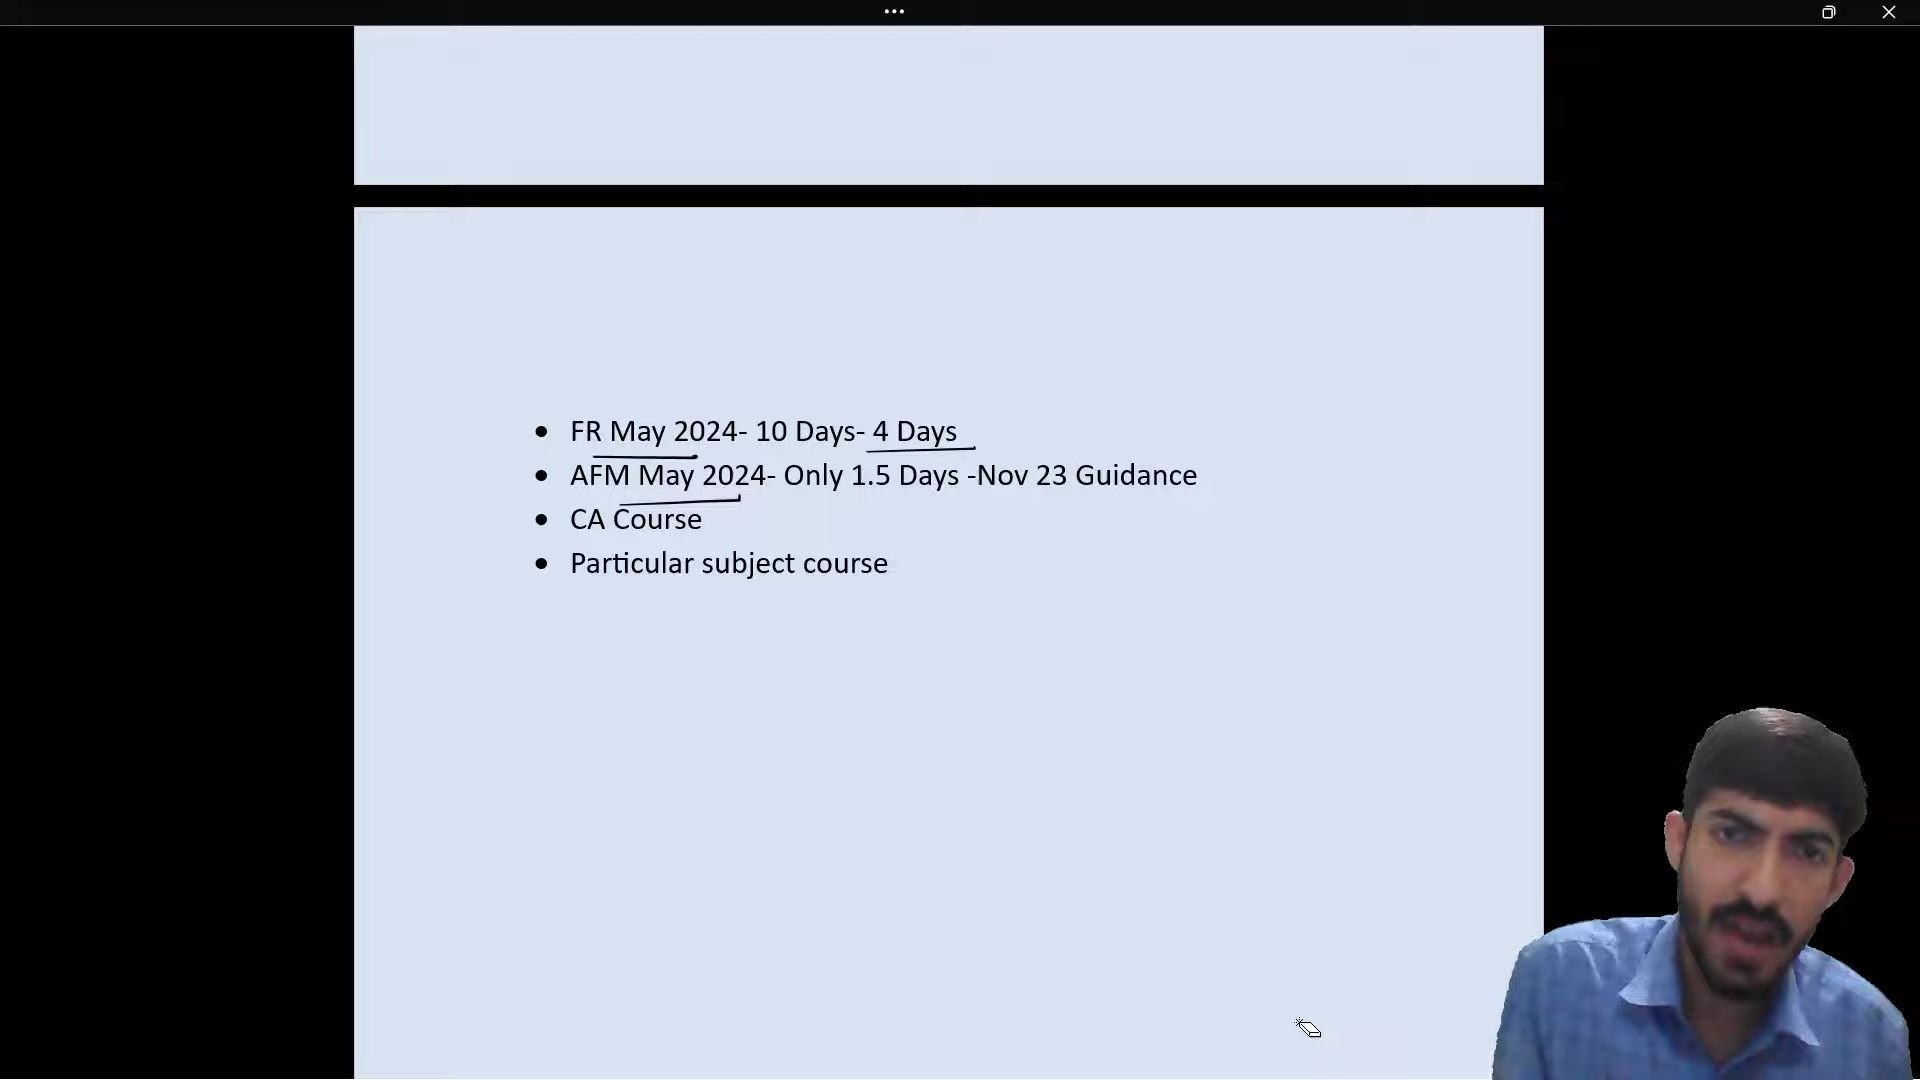 • FR May 2024- 10 Days- 4 Days
• AFM May 2024- Only 1.5 Days -Nov 23 Guidance
• CA Course
• Particular subject course